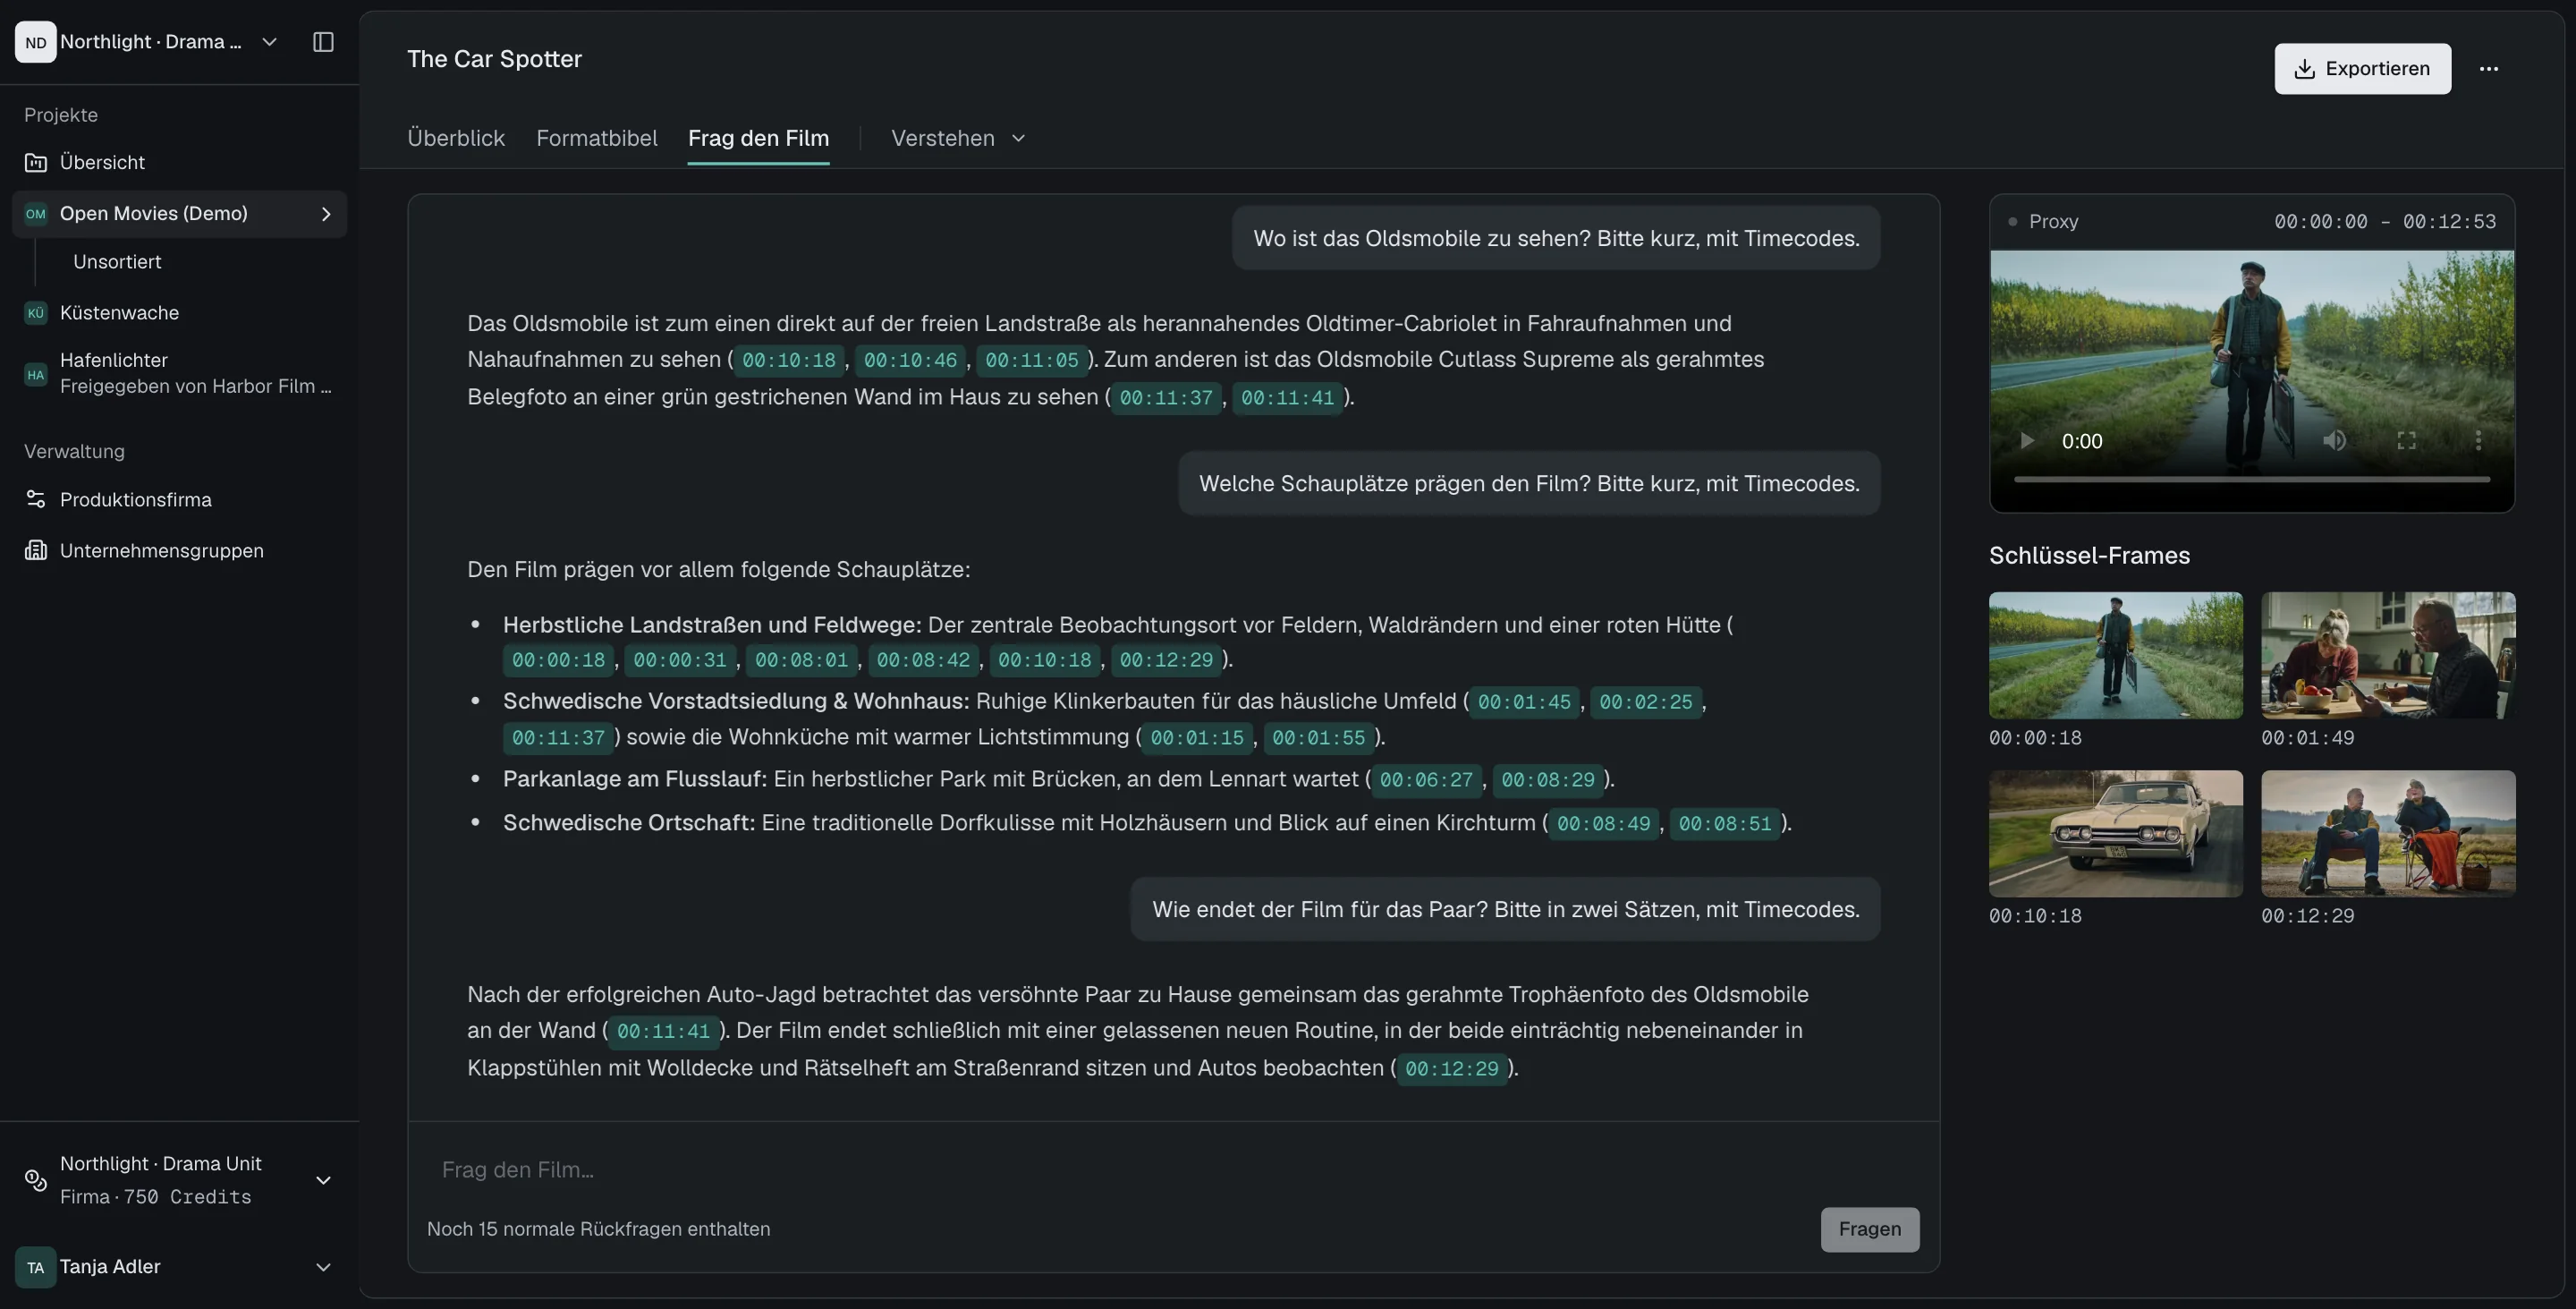 ND Northlight · Drama ...
Projekte
Übersicht
OM Open Movies (Demo)
Unsortiert
KÜ Küstenwache
HA Hafenlichter
Freigegeben von Harbor Film ...
Verwaltung
Produktionsfirma
Unternehmensgruppen
Northlight · Drama Unit
Firma · 750 Credits
TA Tanja Adler
The Car Spotter
Exportieren
Überblick Formatbibel Frag den Film Verstehen
Wo ist das Oldsmobile zu sehen? Bitte kurz, mit Timecodes.
Das Oldsmobile ist zum einen direkt auf der freien Landstraße als herannahendes Oldtimer-Cabriolet in Fahraufnahmen und
Nahaufnahmen zu sehen ( 00:10:18 , 00:10:46 , 00:11:05 ). Zum anderen ist das Oldsmobile Cutlass Supreme als gerahmtes
Belegfoto an einer grün gestrichenen Wand im Haus zu sehen ( 00:11:37 , 00:11:41 ).
Welche Schauplätze prägen den Film? Bitte kurz, mit Timecodes.
Den Film prägen vor allem folgende Schauplätze:
• Herbstliche Landstraßen und Feldwege: Der zentrale Beobachtungsort vor Feldern, Waldrändern und einer roten Hütte (
00:00:18 , 00:00:31 , 00:08:01 , 00:08:42 , 00:10:18 , 00:12:29 ).
• Schwedische Vorstadtsiedlung & Wohnhaus: Ruhige Klinkerbauten für das häusliche Umfeld ( 00:01:45 , 00:02:25 ,
00:11:37 ) sowie die Wohnküche mit warmer Lichtstimmung ( 00:01:15 , 00:01:55 ).
• Parkanlage am Flusslauf: Ein herbstlicher Park mit Brücken, an dem Lennart wartet ( 00:06:27 , 00:08:29 ).
• Schwedische Ortschaft: Eine traditionelle Dorfkulisse mit Holzhäusern und Blick auf einen Kirchturm ( 00:08:49 , 00:08:51 ).
Wie endet der Film für das Paar? Bitte in zwei Sätzen, mit Timecodes.
Nach der erfolgreichen Auto-Jagd betrachtet das versöhnte Paar zu Hause gemeinsam das gerahmte Trophäenfoto des Oldsmobile
an der Wand ( 00:11:41 ). Der Film endet schließlich mit einer gelassenen neuen Routine, in der beide einträchtig nebeneinander in
Klappstühlen mit Wolldecke und Rätselheft am Straßenrand sitzen und Autos beobachten ( 00:12:29 ).
Frag den Film...
Noch 15 normale Rückfragen enthalten
Fragen
Proxy 00:00:00 – 00:12:53
0:00
Schlüssel-Frames
00:00:18 00:01:49
00:10:18 00:12:29